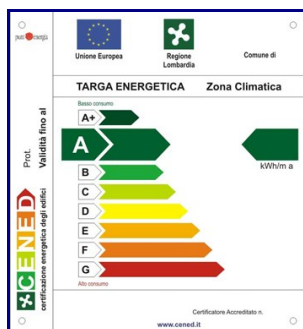 punti energia
Unione Europea
Regione
Lombardia
Comune di
TARGA ENERGETICA Zona Climatica
Prot.
Validità fino al
CENED
certificazione energetica degli edifici
Basso consumo
A+
A
B
C
D
E
F
G
Alto consumo
kWh/m a
Certificatore Accreditato n.
www.cened.it